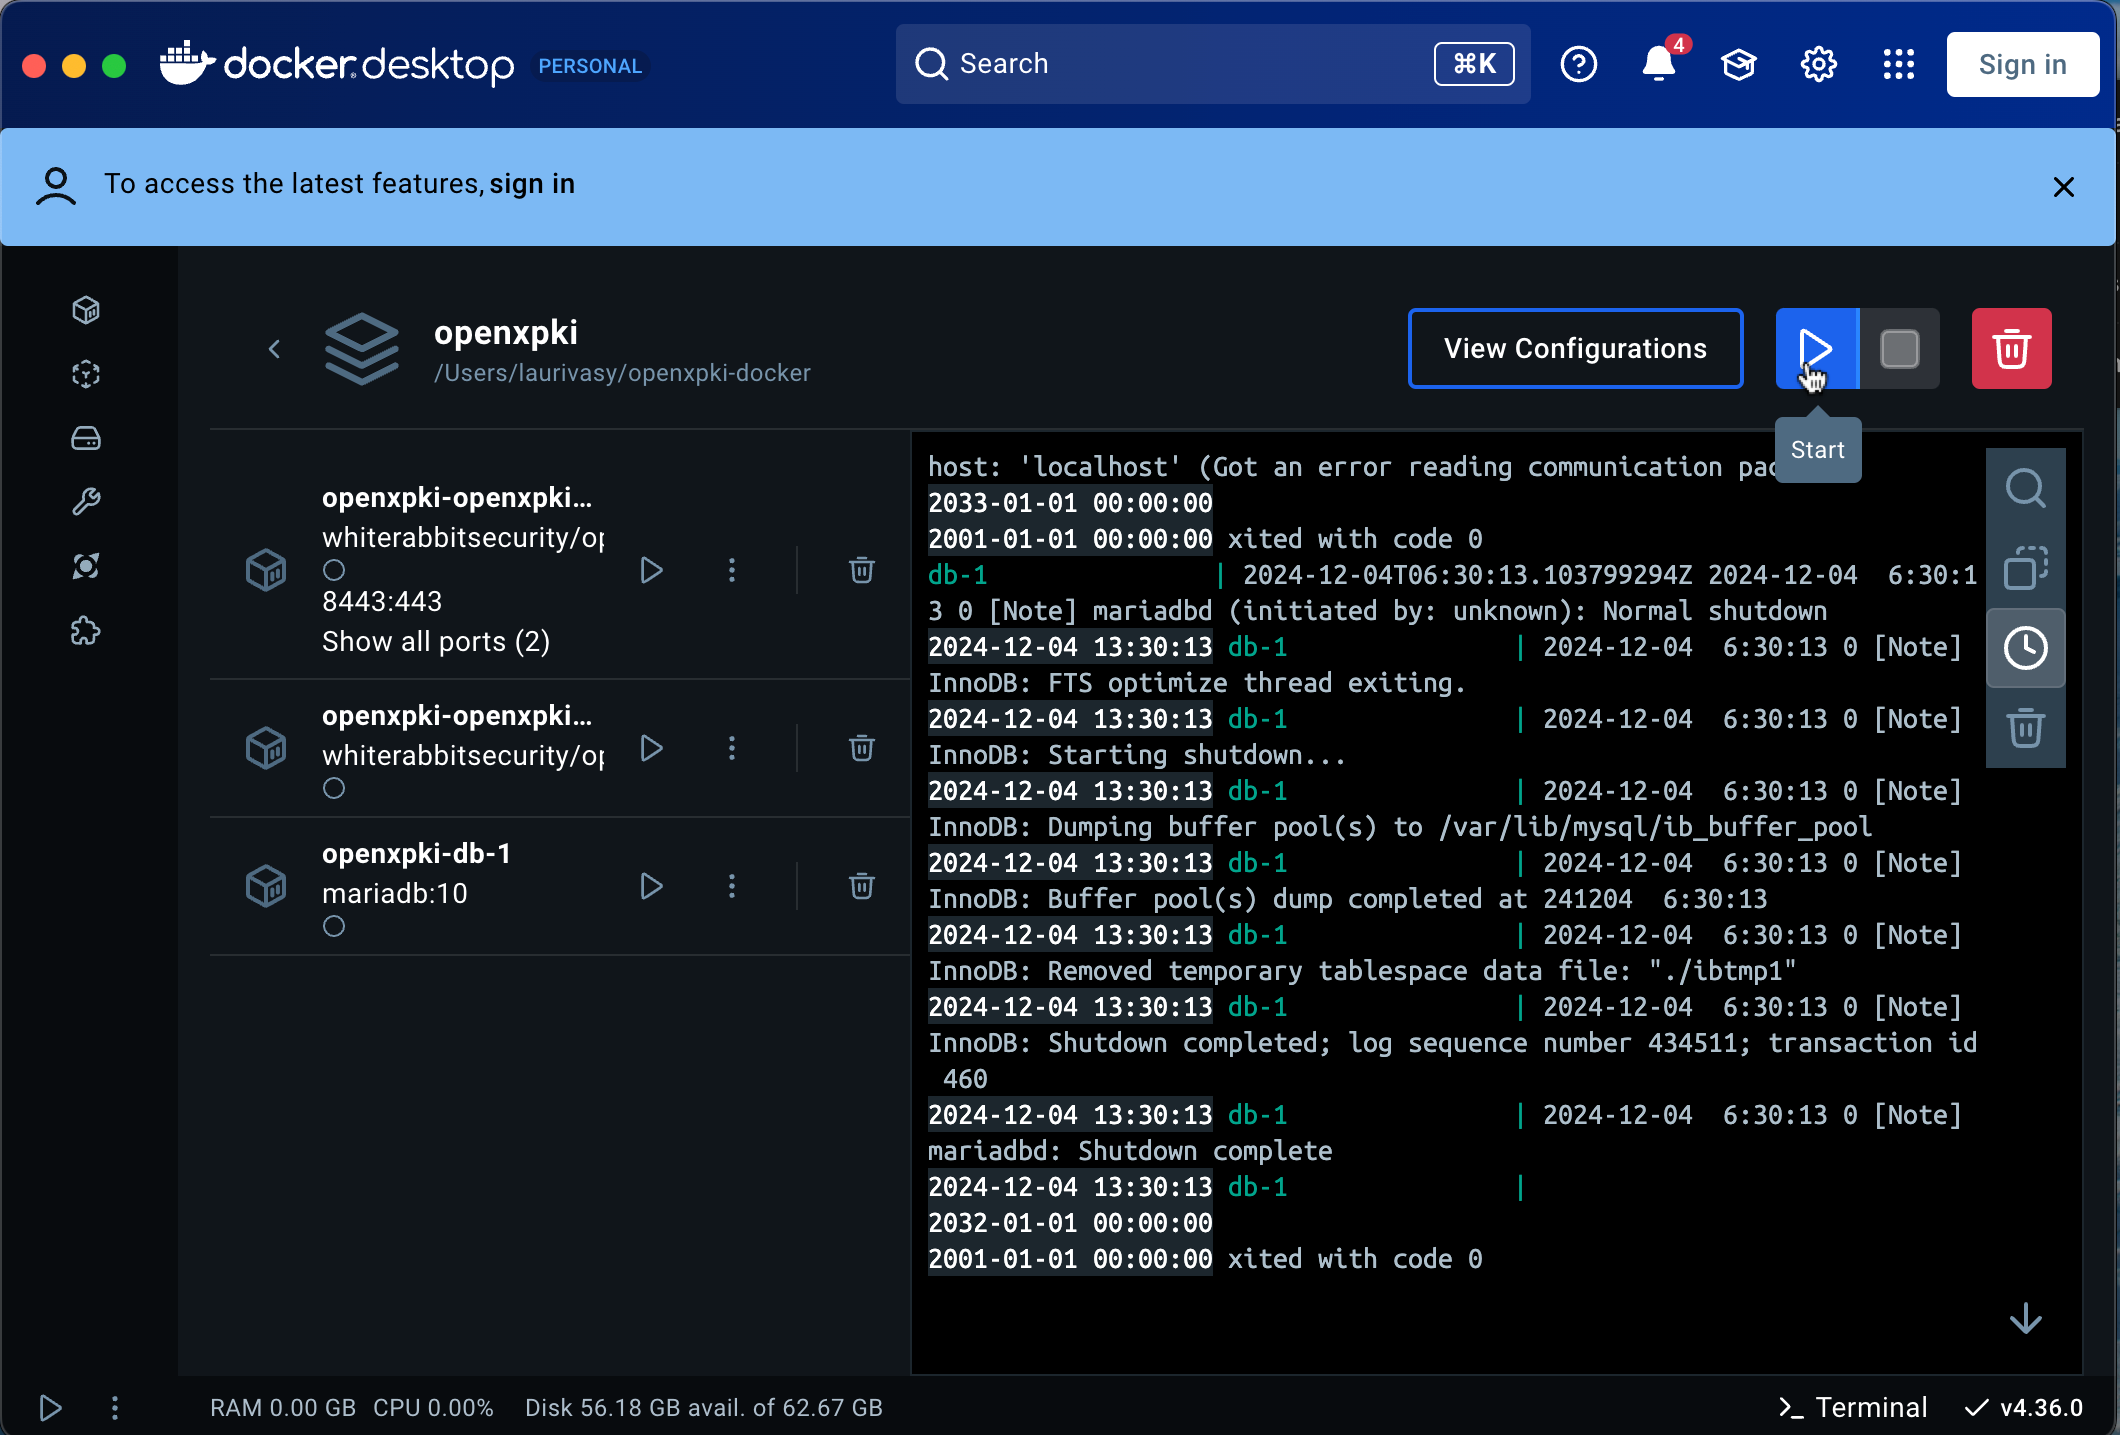 docker desktop PERSONAL
Search
⌘K
4
Sign in
To access the latest features, sign in
openxpki
/Users/laurivasy/openxpki-docker
View Configurations
Start
openxpki-openxpki...
whiterabbitsecurity/op
8443:443
Show all ports (2)
openxpki-openxpki...
whiterabbitsecurity/op
openxpki-db-1
mariadb:10
host: 'localhost' (Got an error reading communication pac
2033-01-01 00:00:00
2001-01-01 00:00:00 xited with code 0
db-1 | 2024-12-04T06:30:13.103799294Z 2024-12-04 6:30:1
3 0 [Note] mariadbd (initiated by: unknown): Normal shutdown
2024-12-04 13:30:13 db-1 | 2024-12-04 6:30:13 0 [Note]
InnoDB: FTS optimize thread exiting.
2024-12-04 13:30:13 db-1 | 2024-12-04 6:30:13 0 [Note]
InnoDB: Starting shutdown...
2024-12-04 13:30:13 db-1 | 2024-12-04 6:30:13 0 [Note]
InnoDB: Dumping buffer pool(s) to /var/lib/mysql/ib_buffer_pool
2024-12-04 13:30:13 db-1 | 2024-12-04 6:30:13 0 [Note]
InnoDB: Buffer pool(s) dump completed at 241204 6:30:13
2024-12-04 13:30:13 db-1 | 2024-12-04 6:30:13 0 [Note]
InnoDB: Removed temporary tablespace data file: "./ibtmp1"
2024-12-04 13:30:13 db-1 | 2024-12-04 6:30:13 0 [Note]
InnoDB: Shutdown completed; log sequence number 434511; transaction id
460
2024-12-04 13:30:13 db-1 | 2024-12-04 6:30:13 0 [Note]
mariadbd: Shutdown complete
2024-12-04 13:30:13 db-1 |
2032-01-01 00:00:00
2001-01-01 00:00:00 xited with code 0
RAM 0.00 GB CPU 0.00% Disk 56.18 GB avail. of 62.67 GB
>_ Terminal
v4.36.0